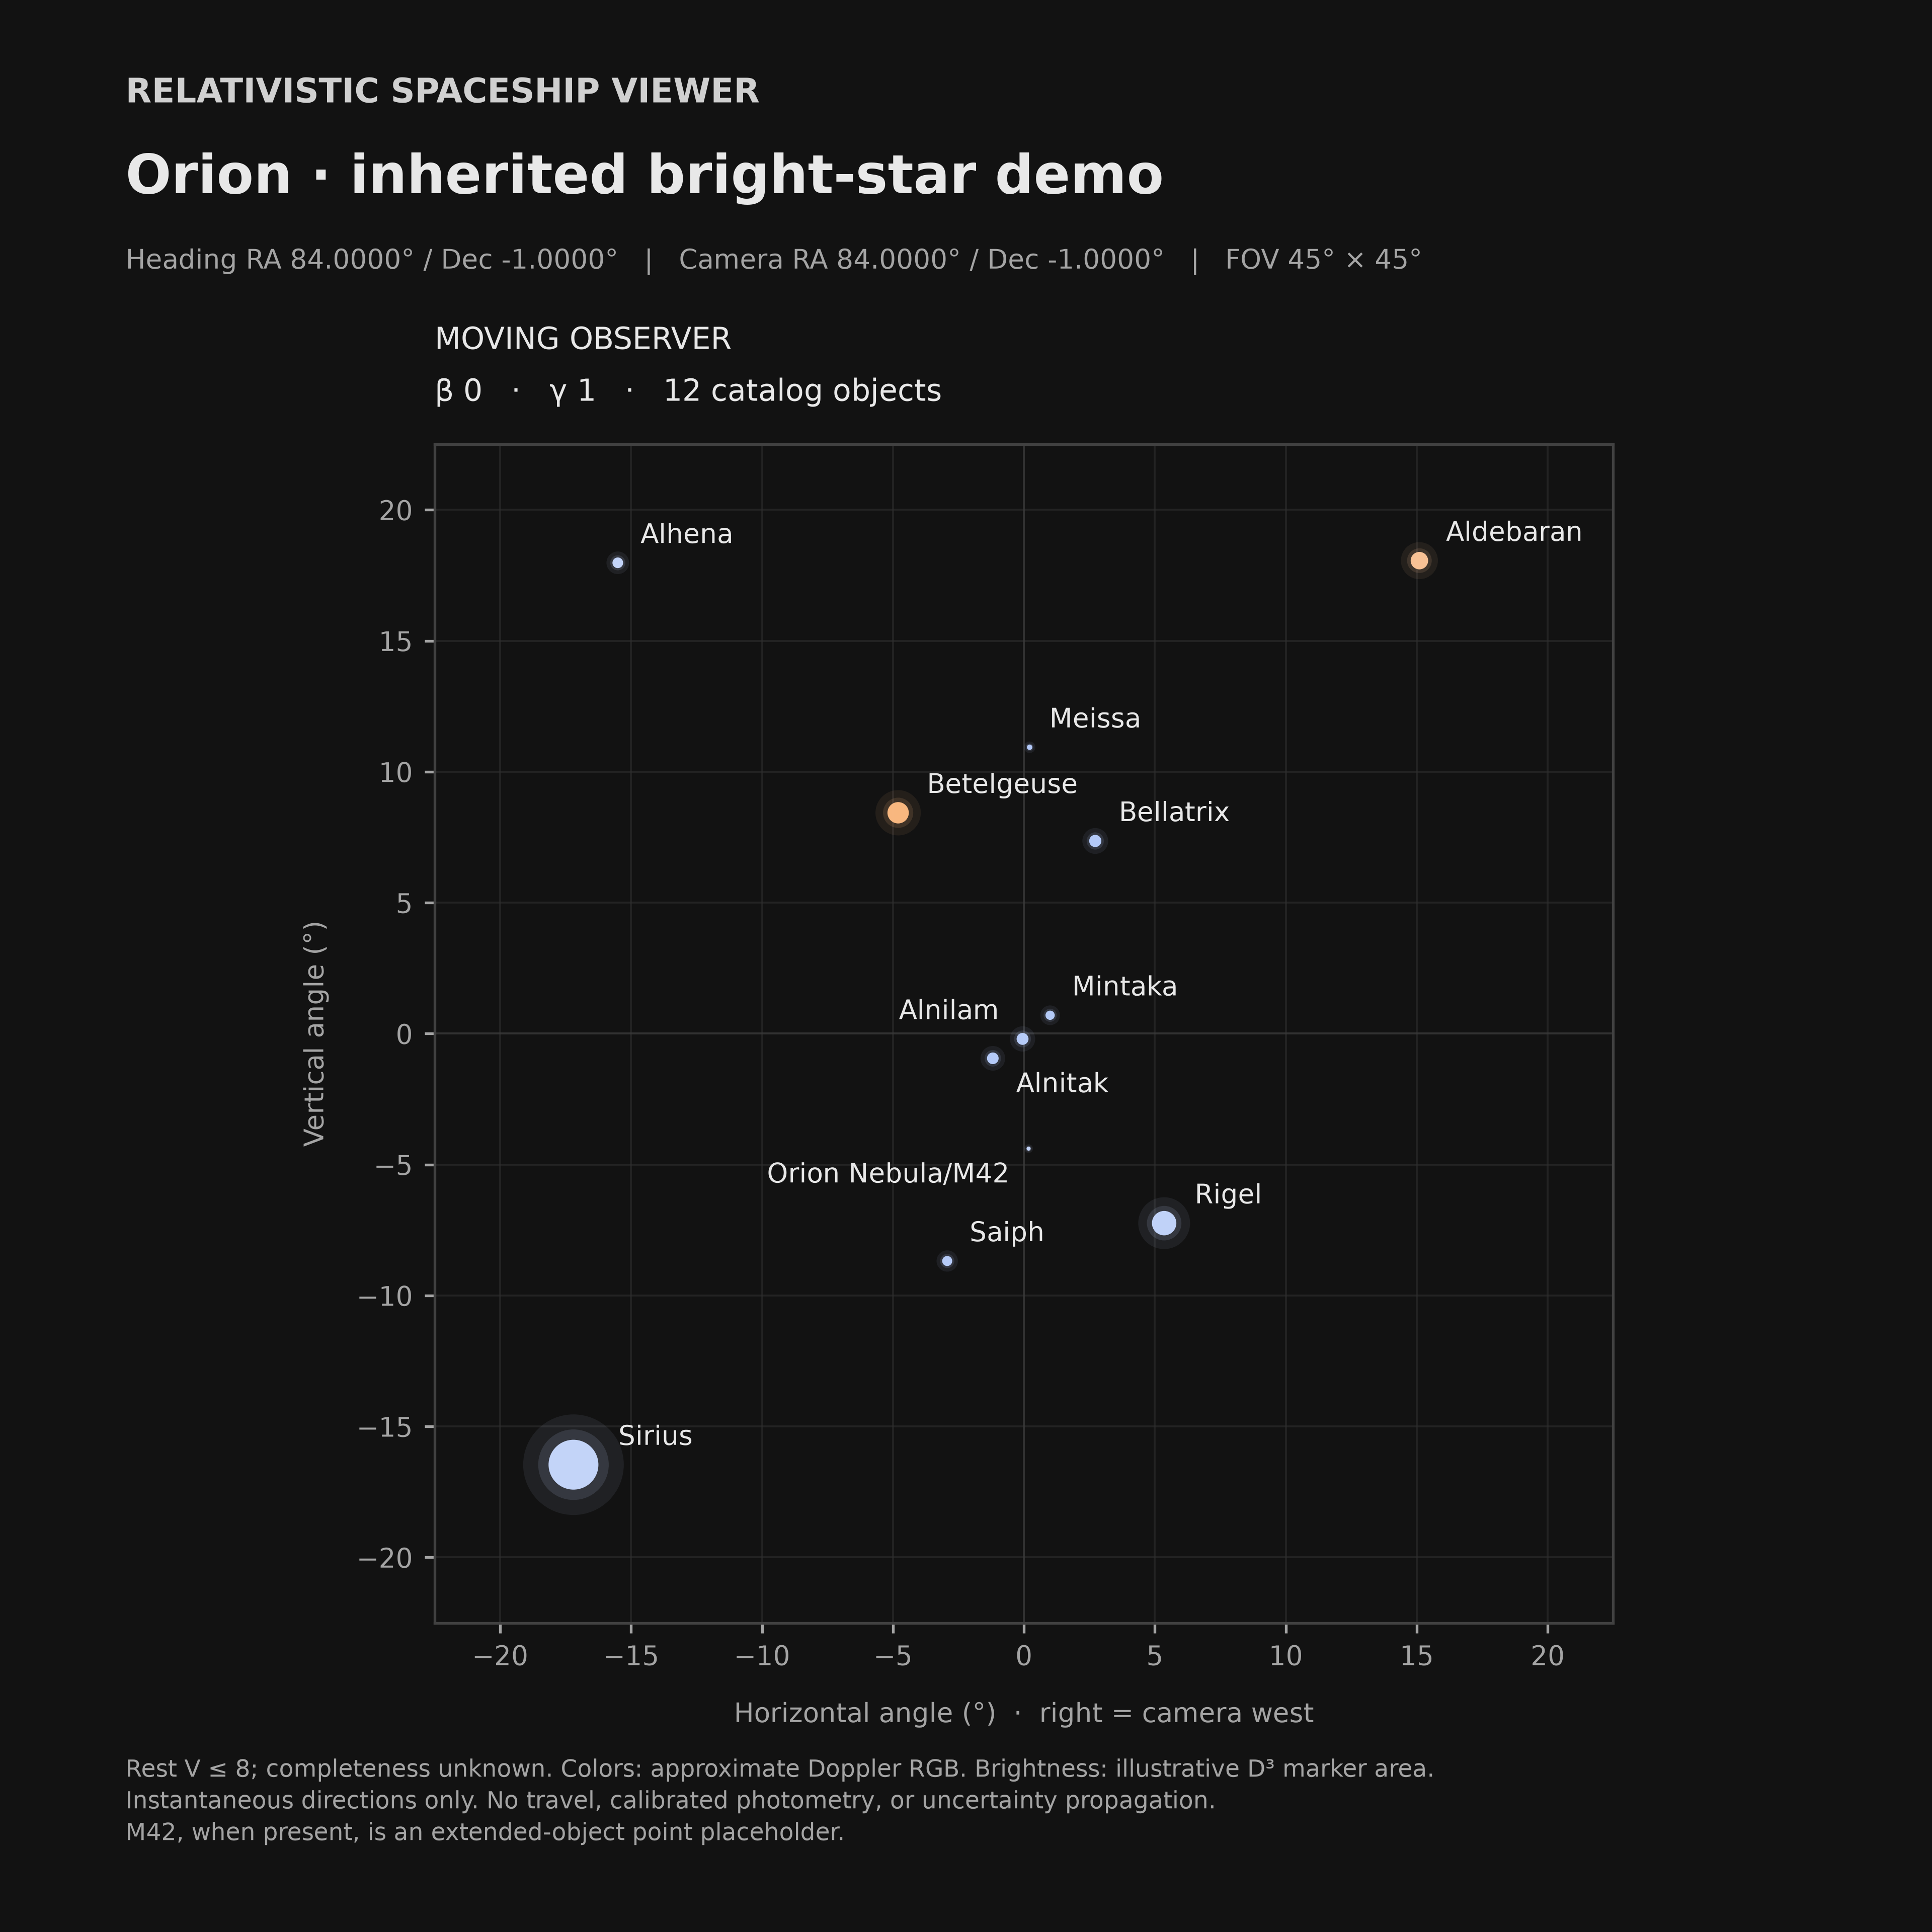 RELATIVISTIC SPACESHIP VIEWER
Orion · inherited bright-star demo
Heading RA 84.0000° / Dec -1.0000° | Camera RA 84.0000° / Dec -1.0000° | FOV 45° × 45°
MOVING OBSERVER
β 0 · γ 1 · 12 catalog objects
20
Alhena
Aldebaran
15
Meissa
10
Betelgeuse
Bellatrix
5
Vertical angle (°)
Mintaka
Alnilam
0
Alnitak
−5
Orion Nebula/M42
Rigel
Saiph
−10
−15
Sirius
−20
−20 −15 −10 −5 0 5 10 15 20
Horizontal angle (°) · right = camera west
Rest V ≤ 8; completeness unknown. Colors: approximate Doppler RGB. Brightness: illustrative D³ marker area.
Instantaneous directions only. No travel, calibrated photometry, or uncertainty propagation.
M42, when present, is an extended-object point placeholder.